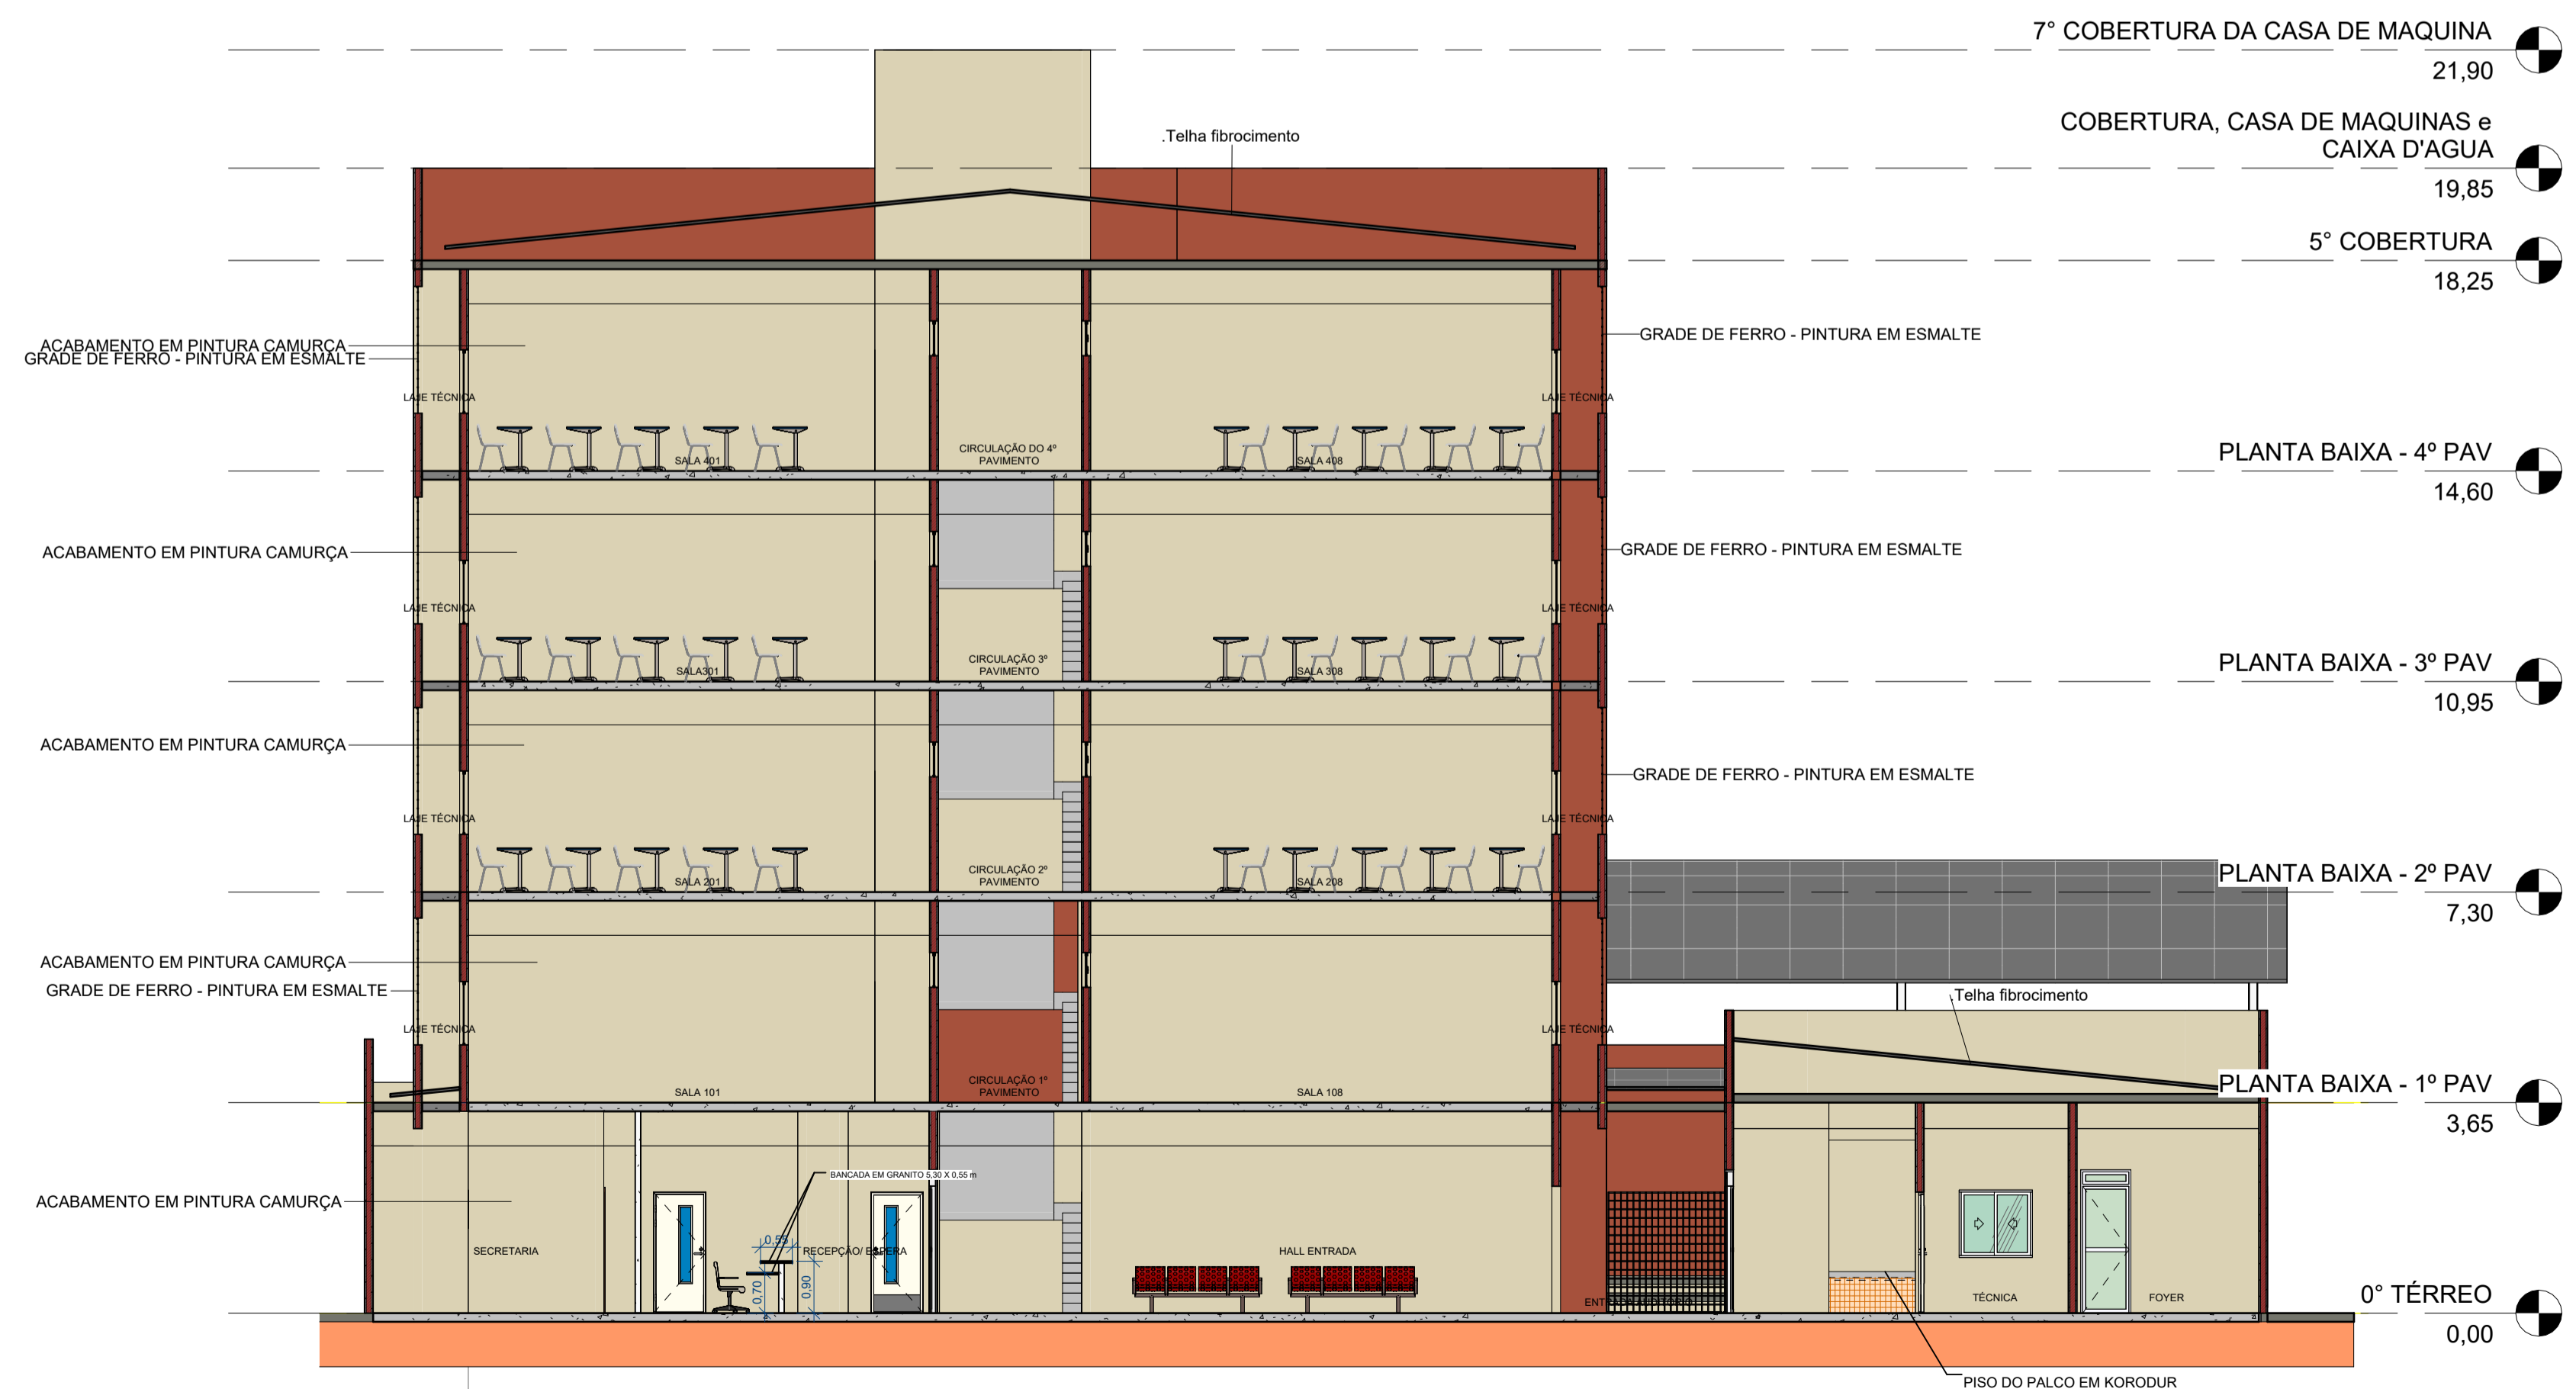 7° COBERTURA DA CASA DE MAQUINA
21,90
.Telha fibrocimento
COBERTURA, CASA DE MAQUINAS e
CAIXA D'AGUA
19,85
5° COBERTURA
18,25
ACABAMENTO EM PINTURA CAMURÇA
GRADE DE FERRO - PINTURA EM ESMALTE
GRADE DE FERRO - PINTURA EM ESMALTE
LAJE TÉCNICA
LAJE TÉCNICA
SALA 401
CIRCULAÇÃO DO 4º
PAVIMENTO
SALA 408
PLANTA BAIXA - 4º PAV
14,60
ACABAMENTO EM PINTURA CAMURÇA
GRADE DE FERRO - PINTURA EM ESMALTE
LAJE TÉCNICA
LAJE TÉCNICA
SALA301
CIRCULAÇÃO 3º
PAVIMENTO
SALA 308
PLANTA BAIXA - 3º PAV
10,95
ACABAMENTO EM PINTURA CAMURÇA
GRADE DE FERRO - PINTURA EM ESMALTE
LAJE TÉCNICA
LAJE TÉCNICA
SALA 201
CIRCULAÇÃO 2º
PAVIMENTO
SALA 208
PLANTA BAIXA - 2º PAV
7,30
ACABAMENTO EM PINTURA CAMURÇA
GRADE DE FERRO - PINTURA EM ESMALTE
.Telha fibrocimento
LAJE TÉCNICA
LAJE TÉCNICA
SALA 101
CIRCULAÇÃO 1º
PAVIMENTO
SALA 108
PLANTA BAIXA - 1º PAV
3,65
BANCADA EM GRANITO 5,30 X 0,55 m
ACABAMENTO EM PINTURA CAMURÇA
0,55
SECRETARIA
RECEPÇÃO/ ESPERA
HALL ENTRADA
0,70
0,90
TÉCNICA
FOYER
0° TÉRREO
0,00
PISO DO PALCO EM KORODUR